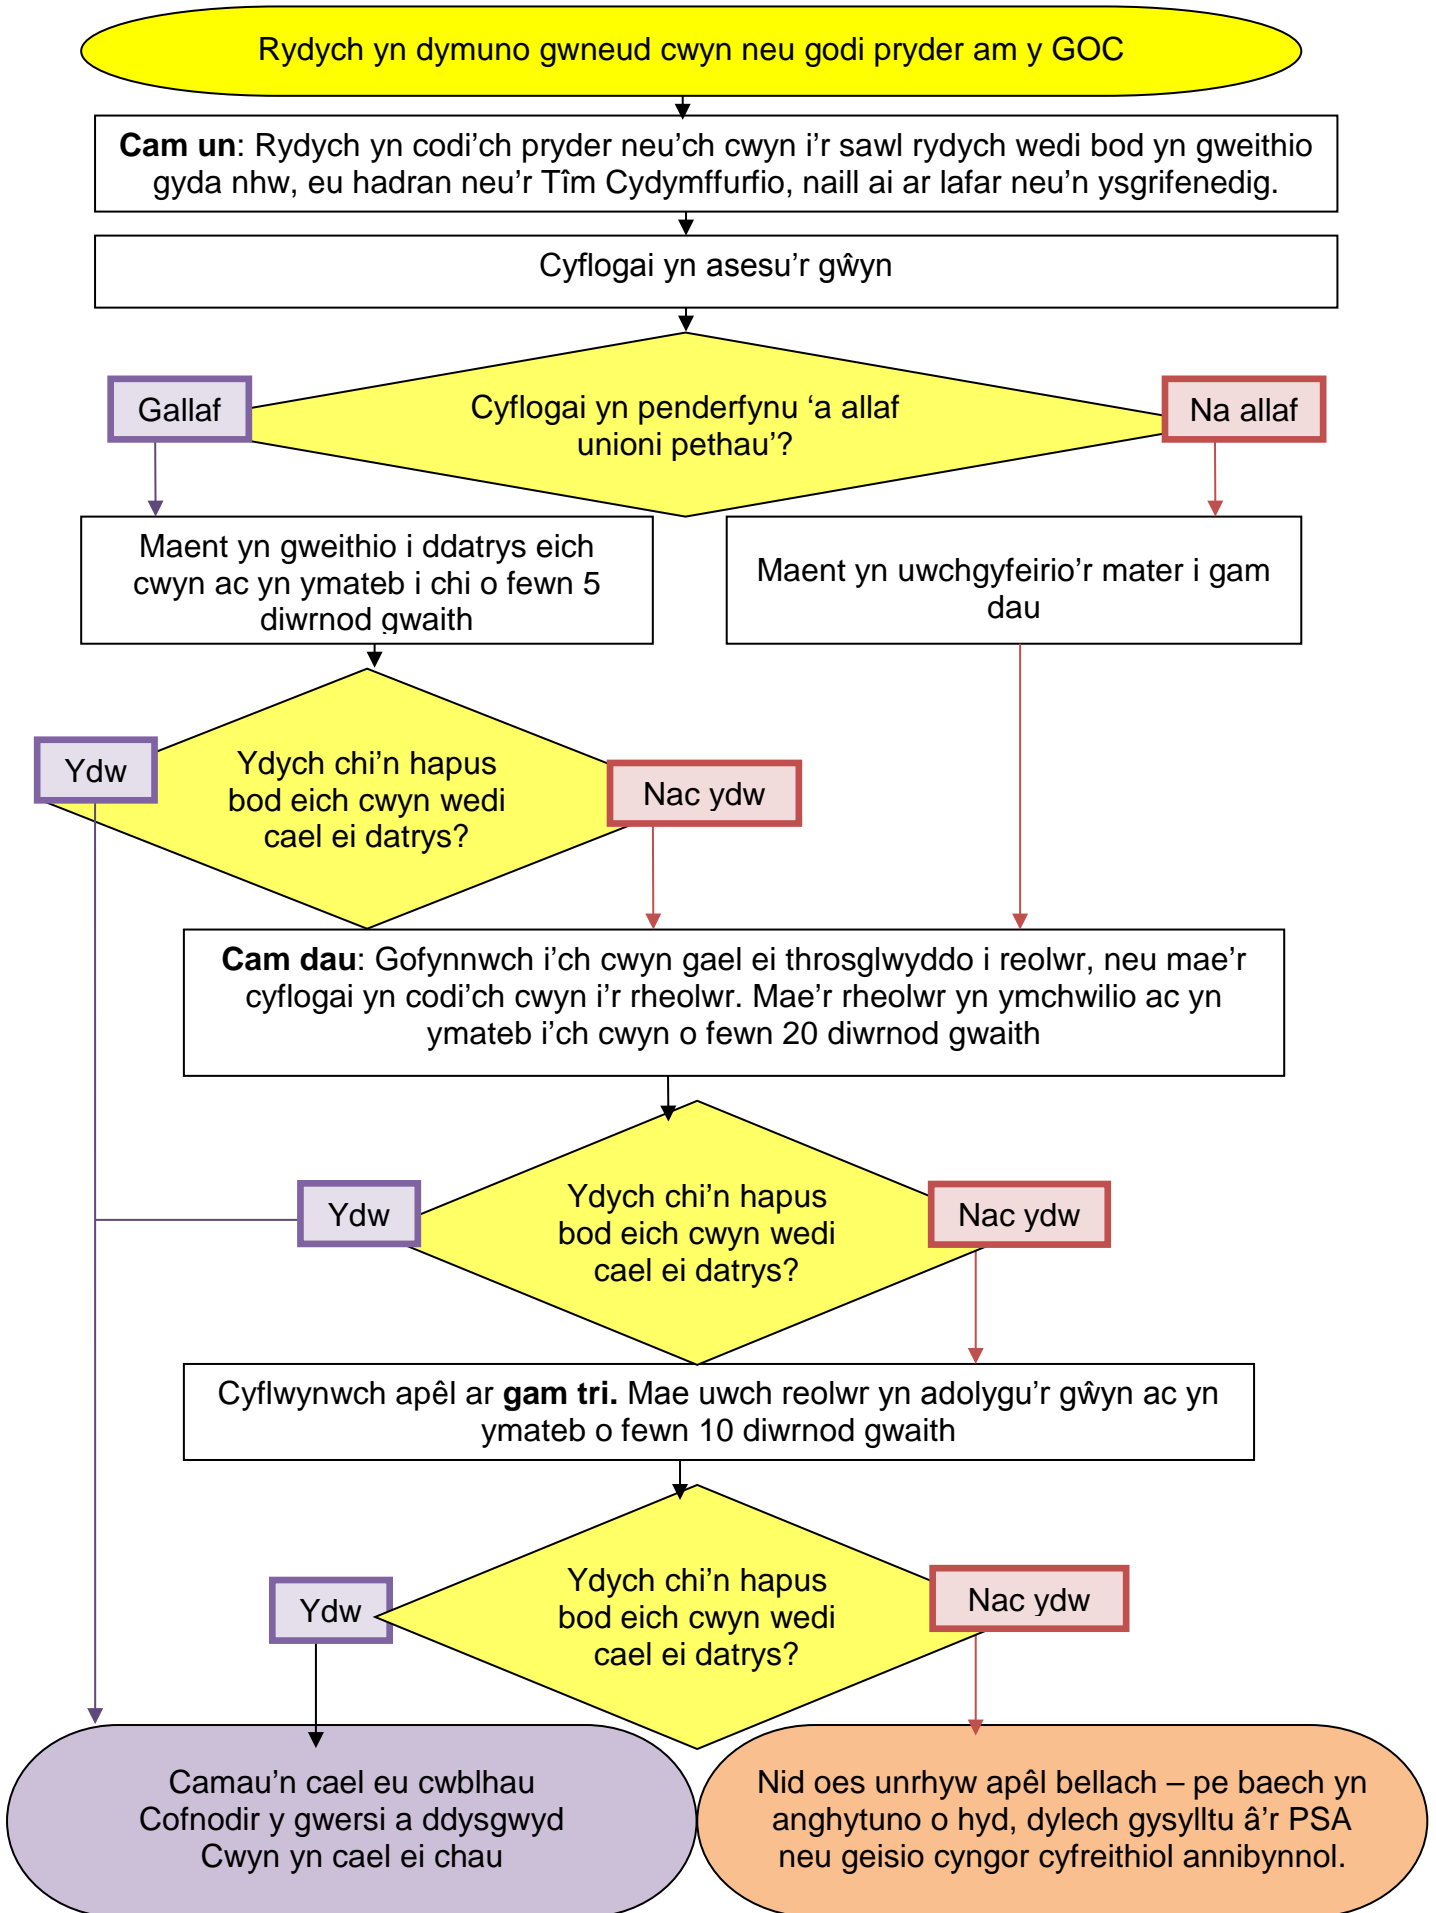 Rydych yn dymuno gwneud cwyn neu godi pryder am y GOC
Cam un: Rydych yn codi’ch pryder neu’ch cwyn i’r sawl rydych wedi bod yn gweithio
gyda nhw, eu hadran neu’r Tîm Cydymffurfio, naill ai ar lafar neu’n ysgrifenedig.
Cyflogai yn asesu’r gŵyn
Gallaf
Cyflogai yn penderfynu ‘a allaf
unioni pethau’?
Na allaf
Maent yn gweithio i ddatrys eich
cwyn ac yn ymateb i chi o fewn 5
diwrnod gwaith
Maent yn uwchgyfeirio’r mater i gam
dau
Ydw
Ydych chi’n hapus
bod eich cwyn wedi
cael ei datrys?
Nac ydw
Cam dau: Gofynnwch i’ch cwyn gael ei throsglwyddo i reolwr, neu mae’r
cyflogai yn codi’ch cwyn i’r rheolwr. Mae’r rheolwr yn ymchwilio ac yn
ymateb i’ch cwyn o fewn 20 diwrnod gwaith
Ydw
Ydych chi’n hapus
bod eich cwyn wedi
cael ei datrys?
Nac ydw
Cyflwynwch apêl ar gam tri. Mae uwch reolwr yn adolygu’r gŵyn ac yn
ymateb o fewn 10 diwrnod gwaith
Ydw
Ydych chi’n hapus
bod eich cwyn wedi
cael ei datrys?
Nac ydw
Camau’n cael eu cwblhau
Cofnodir y gwersi a ddysgwyd
Cwyn yn cael ei chau
Nid oes unrhyw apêl bellach – pe baech yn
anghytuno o hyd, dylech gysylltu â’r PSA
neu geisio cyngor cyfreithiol annibynnol.